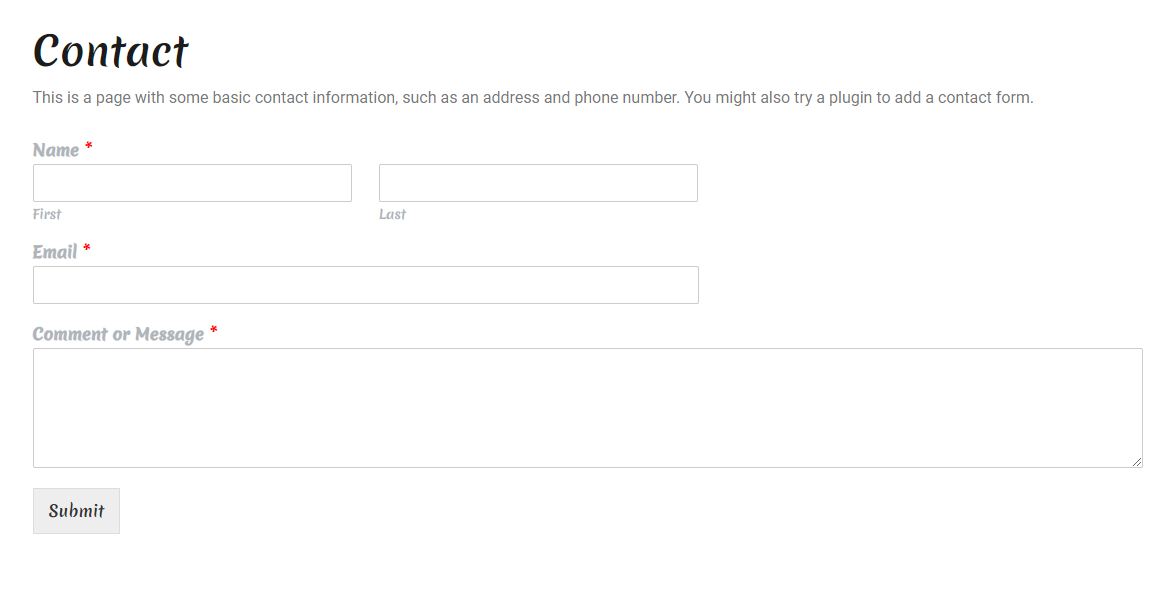 Contact
This is a page with some basic contact information, such as an address and phone number. You might also try a plugin to add a contact form.
Name *
First Last
Email *
Comment or Message *
Submit